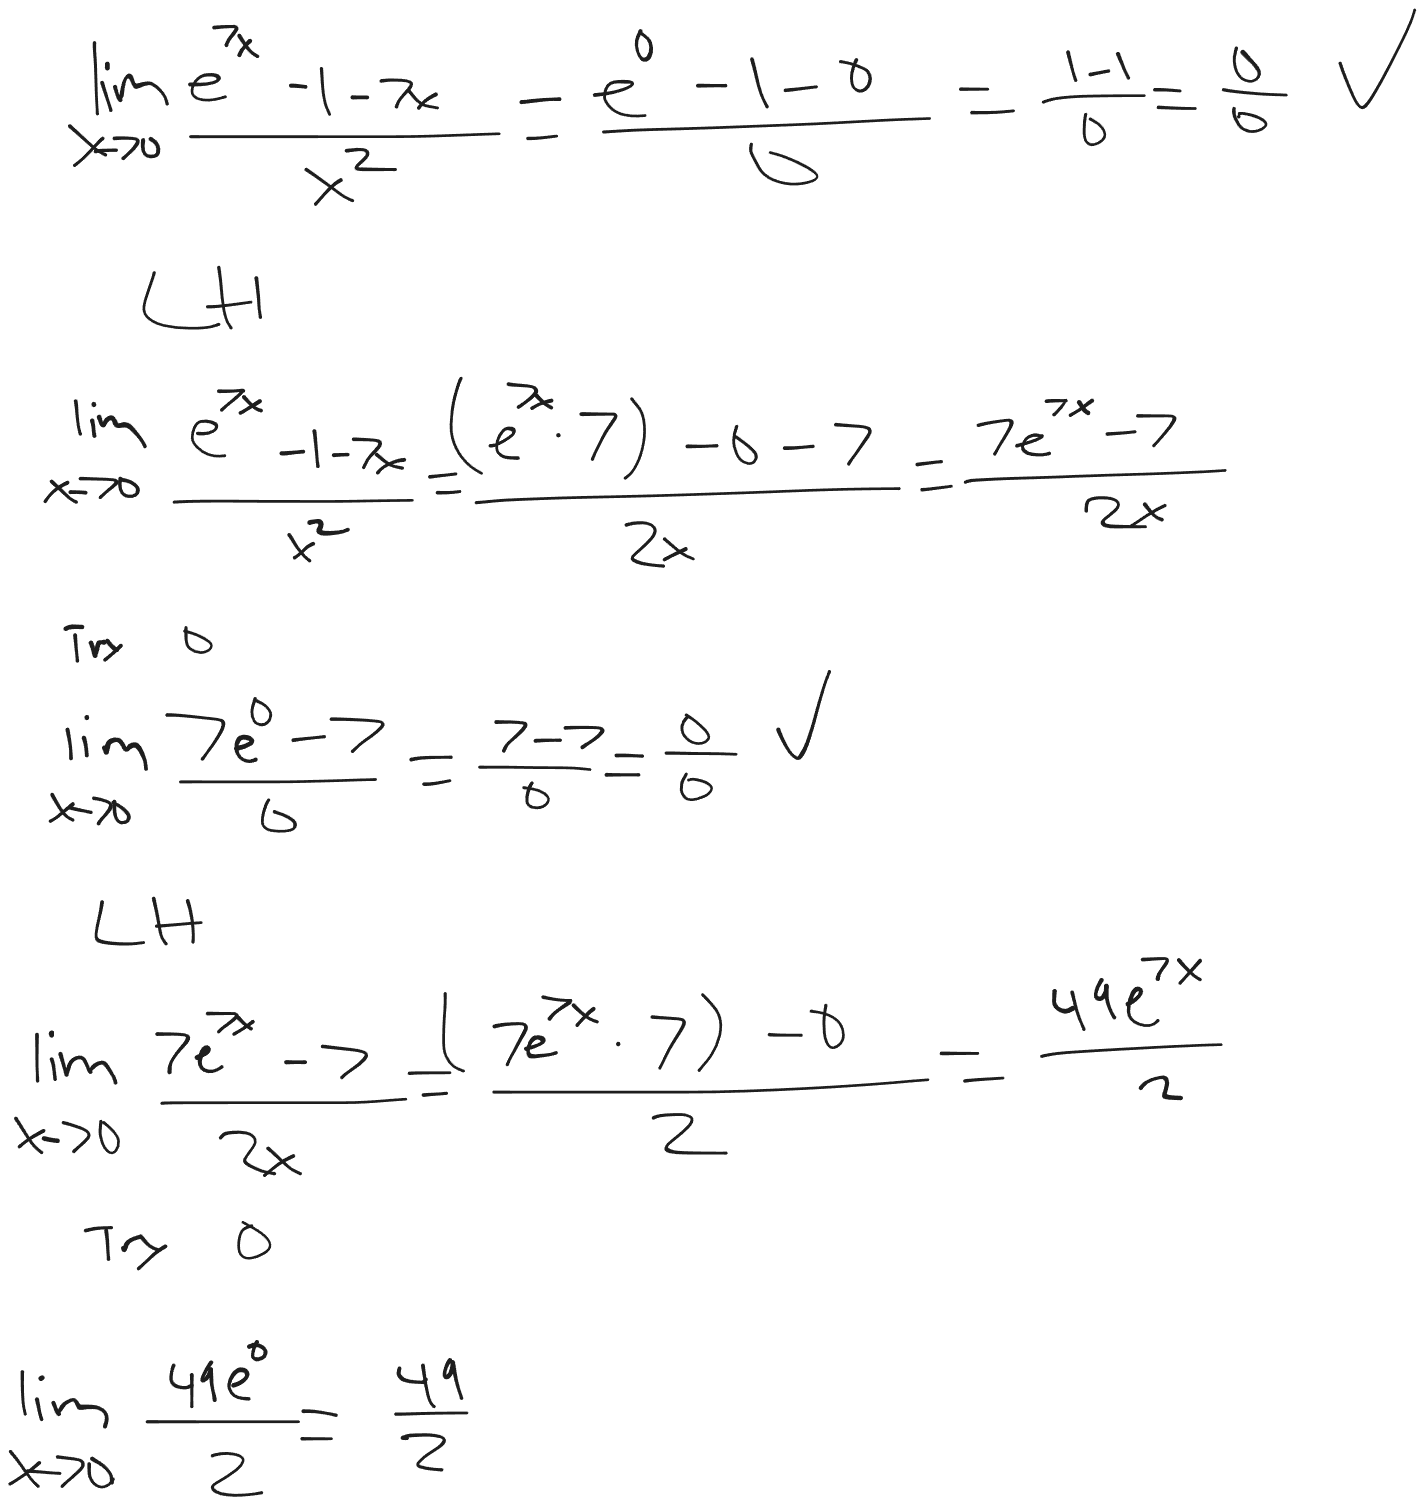 lim x→0 (e^(7x) - 1 - 7x)/x^2 = (e^0 - 1 - 0)/0 = (1-1)/0 = 0/0 ✓
LH
lim x→0 (e^(7x) - 1 - 7x)/x^2 = ((e^(7x) · 7) - 0 - 7)/(2x) = (7e^(7x) - 7)/(2x)
Try 0
lim x→0 (7e^0 - 7)/0 = (7-7)/0 = 0/0 ✓
LH
lim x→0 (7e^(7x) - 7)/(2x) = ((7e^(7x) · 7) - 0)/2 = (49e^(7x))/2
Try 0
lim x→0 (49e^0)/2 = 49/2